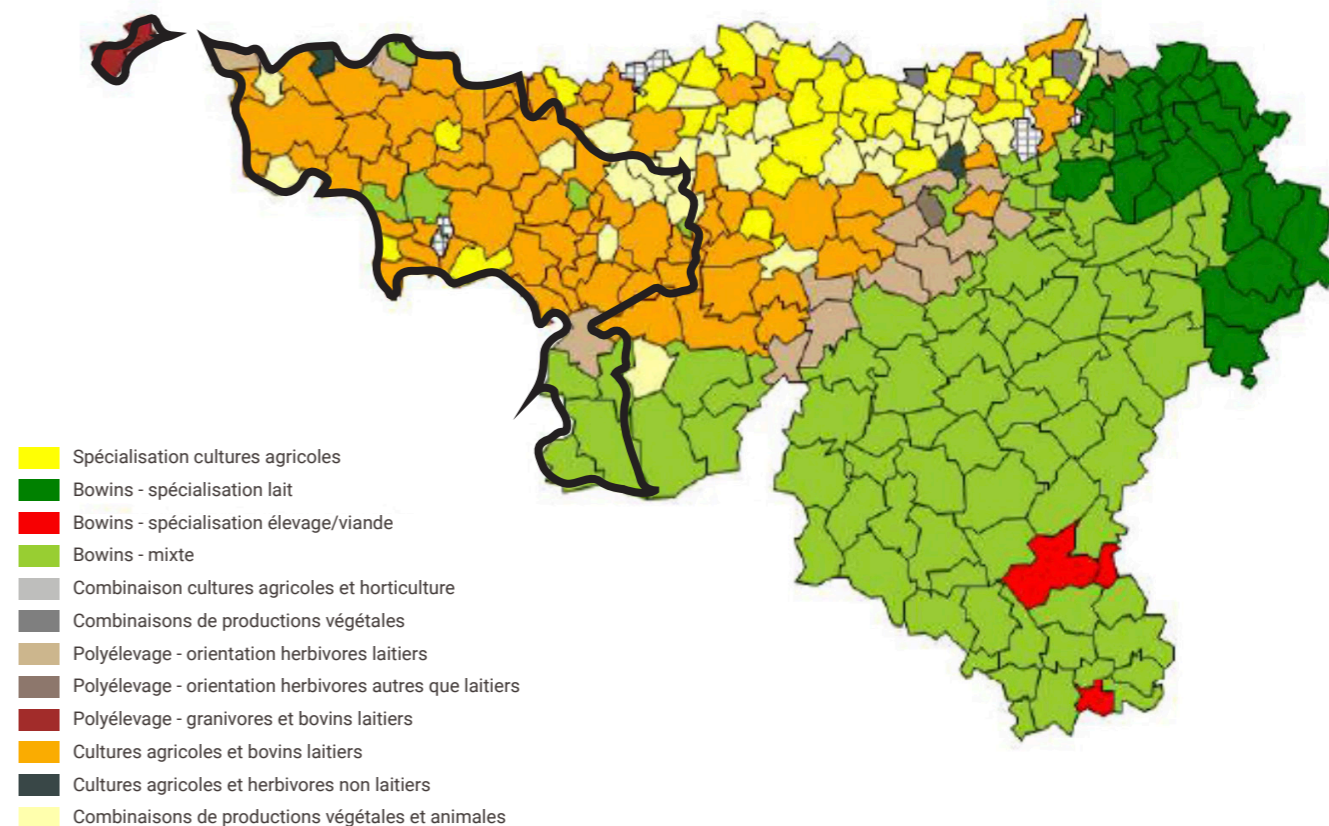 Spécialisation cultures agricoles
Bowins - spécialisation lait
Bowins - spécialisation élevage/viande
Bowins - mixte
Combinaison cultures agricoles et horticulture
Combinaisons de productions végétales
Polyélevage - orientation herbivores laitiers
Polyélevage - orientation herbivores autres que laitiers
Polyélevage - granivores et bovins laitiers
Cultures agricoles et bovins laitiers
Cultures agricoles et herbivores non laitiers
Combinaisons de productions végétales et animales